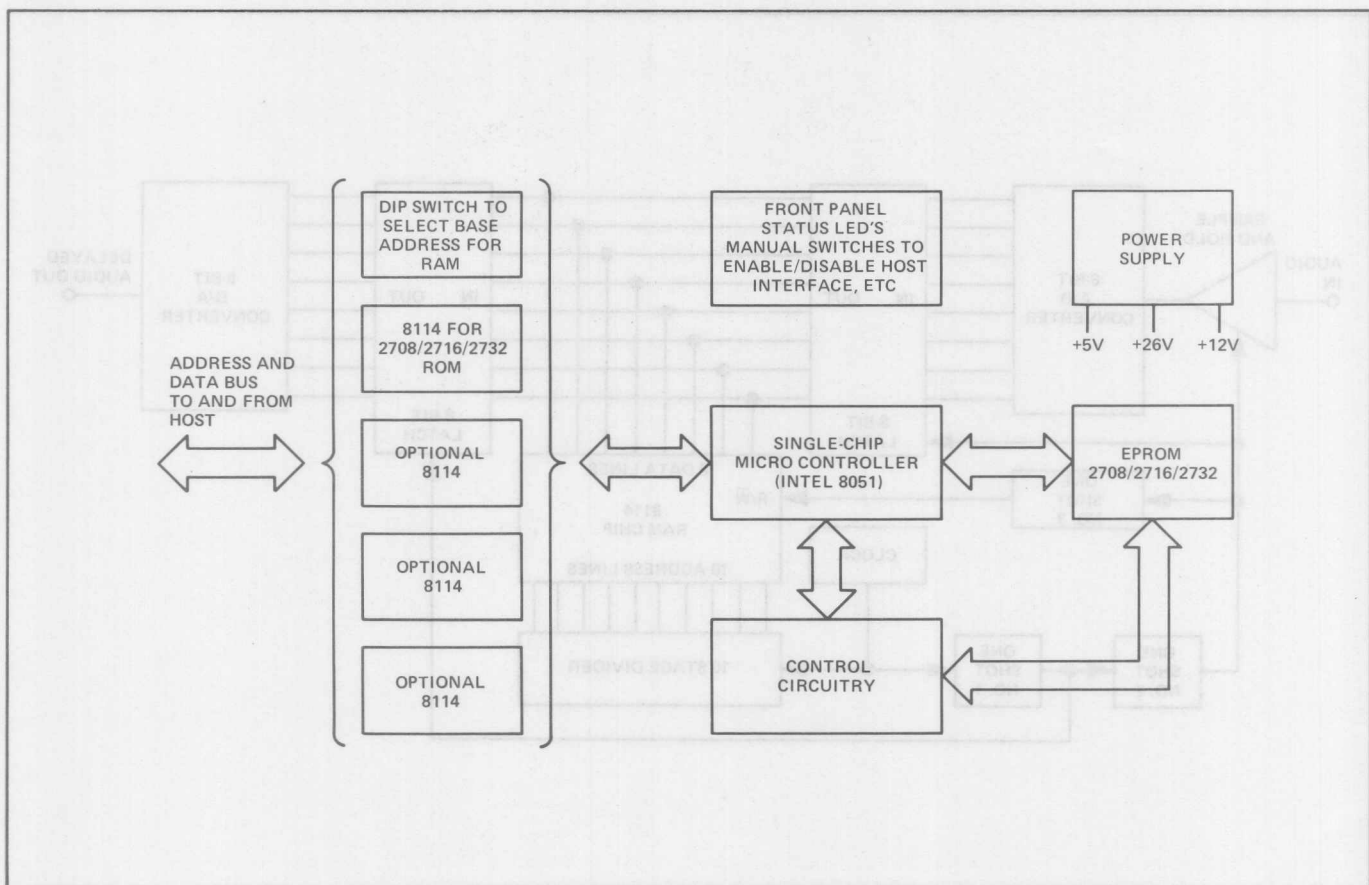 DIP SWITCH TO
SELECT BASE
ADDRESS FOR
RAM
8114 FOR
2708/2716/2732
ROM
ADDRESS AND
DATA BUS
TO AND FROM
HOST
OPTIONAL
8114
OPTIONAL
8114
OPTIONAL
8114
FRONT PANEL
STATUS LED'S
MANUAL SWITCHES TO
ENABLE/DISABLE HOST
INTERFACE, ETC
SINGLE-CHIP
MICRO CONTROLLER
(INTEL 8051)
CONTROL
CIRCUITRY
POWER
SUPPLY
+5V +26V +12V
EPROM
2708/2716/2732